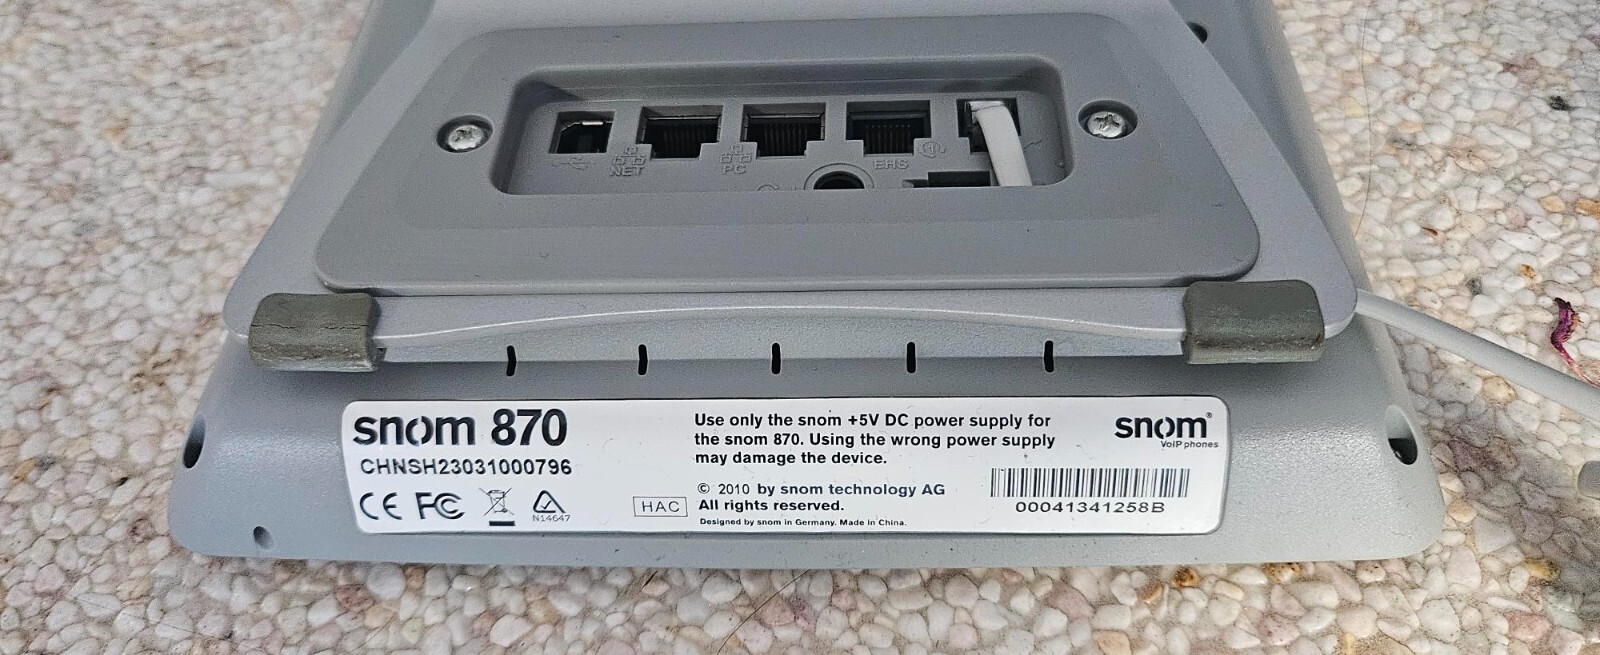 NET
PC
EHS
snom 870
CHNSH23031000796
CE FC
N14647
HAC
Use only the snom +5V DC power supply for
the snom 870. Using the wrong power supply
may damage the device.
© 2010 by snom technology AG
All rights reserved.
Designed by snom in Germany. Made in China.
snom®
VoIP phones
00041341258B